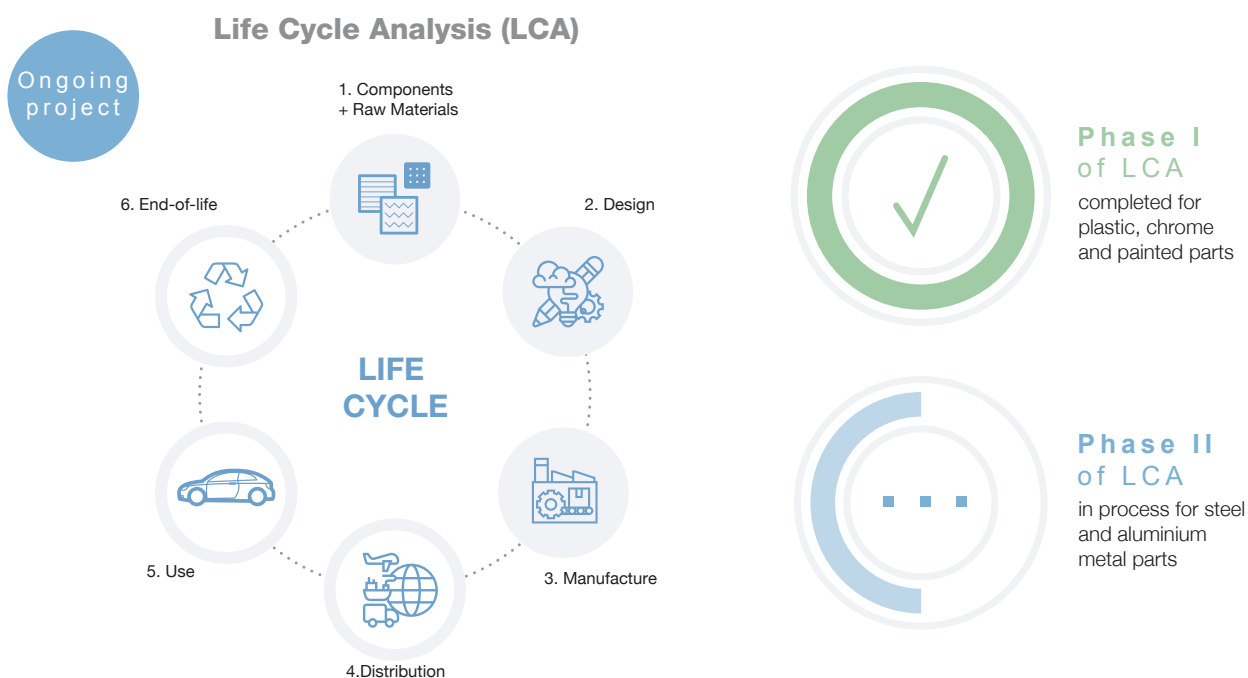 Life Cycle Analysis (LCA)
Ongoing
project
1. Components
+ Raw Materials
2. Design
3. Manufacture
4.Distribution
5. Use
6. End-of-life
LIFE
CYCLE
Phase I
of LCA
completed for
plastic, chrome
and painted parts
Phase II
of LCA
in process for steel
and aluminium
metal parts